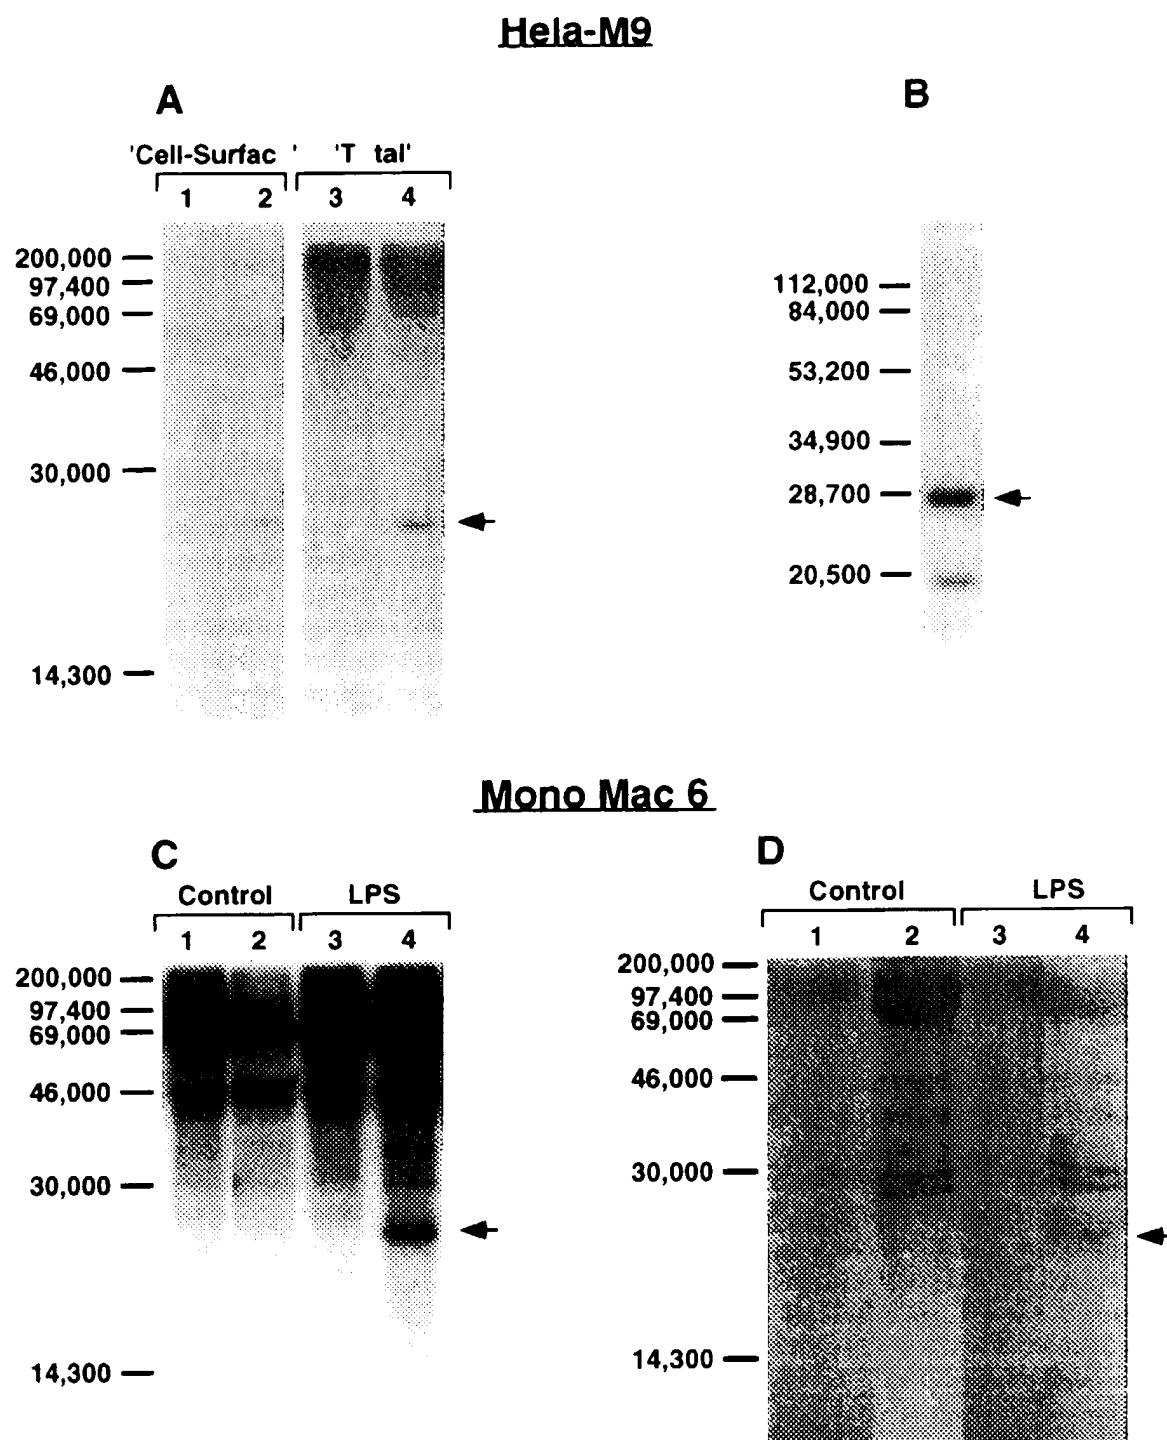 Hela-M9
A
'Cell-Surfac ' 'T tal'
1 2 3 4
200,000
97,400
69,000
46,000
30,000
14,300
B
112,000
84,000
53,200
34,900
28,700
20,500
Mono Mac 6
C
Control LPS
1 2 3 4
200,000
97,400
69,000
46,000
30,000
14,300
D
Control LPS
1 2 3 4
200,000
97,400
69,000
46,000
30,000
14,300